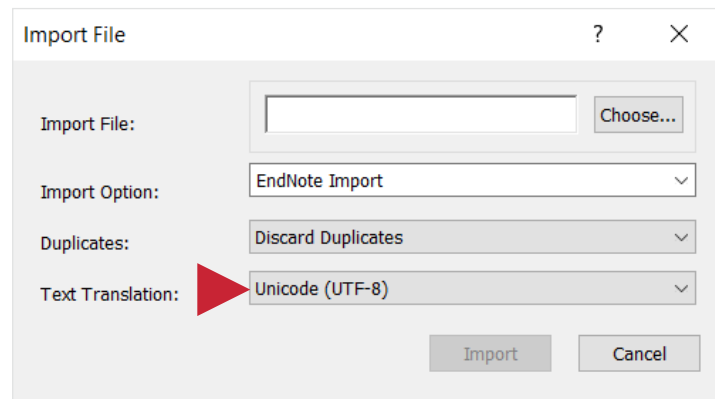 Import File ?
Import File: Choose...
Import Option: EndNote Import
Duplicates: Discard Duplicates
Text Translation: Unicode (UTF-8)
Import Cancel